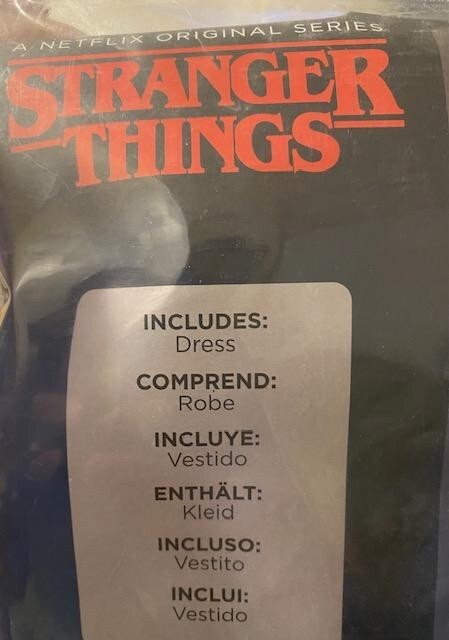 A NETFLIX ORIGINAL SERIES
STRANGER
THINGS
INCLUDES:
Dress
COMPREND:
Robe
INCLUYE:
Vestido
ENTHÄLT:
Kleid
INCLUSO:
Vestito
INCLUI:
Vestido